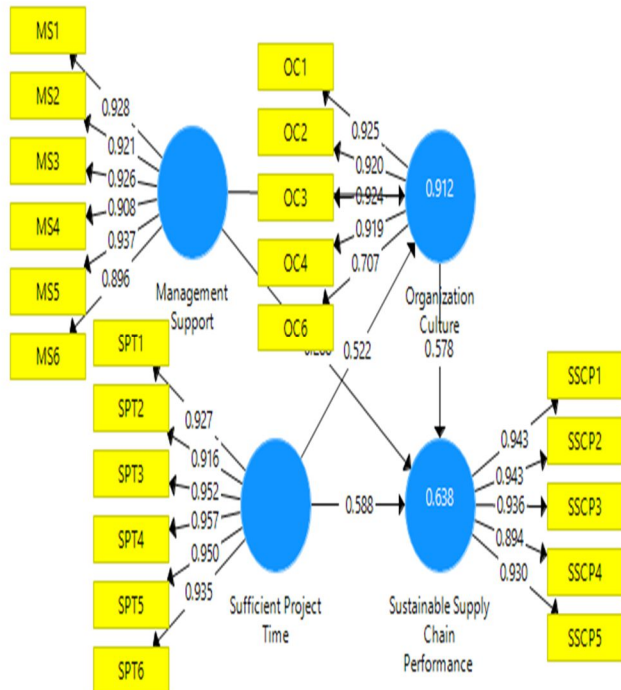 MS1
MS2
MS3
MS4
MS5
MS6
0.928
0.921
0.926
0.908
0.937
0.896
Management
Support
OC1
OC2
OC3
OC4
OC6
0.925
0.920
0.924
0.919
0.707
0.912
Organization
Culture
0.522
0.578
SPT1
SPT2
SPT3
SPT4
SPT5
SPT6
0.927
0.916
0.952
0.957
0.950
0.935
Sufficient Project
Time
0.588
0.638
Sustainable Supply
Chain
Performance
0.943
0.943
0.936
0.894
0.930
SSCP1
SSCP2
SSCP3
SSCP4
SSCP5